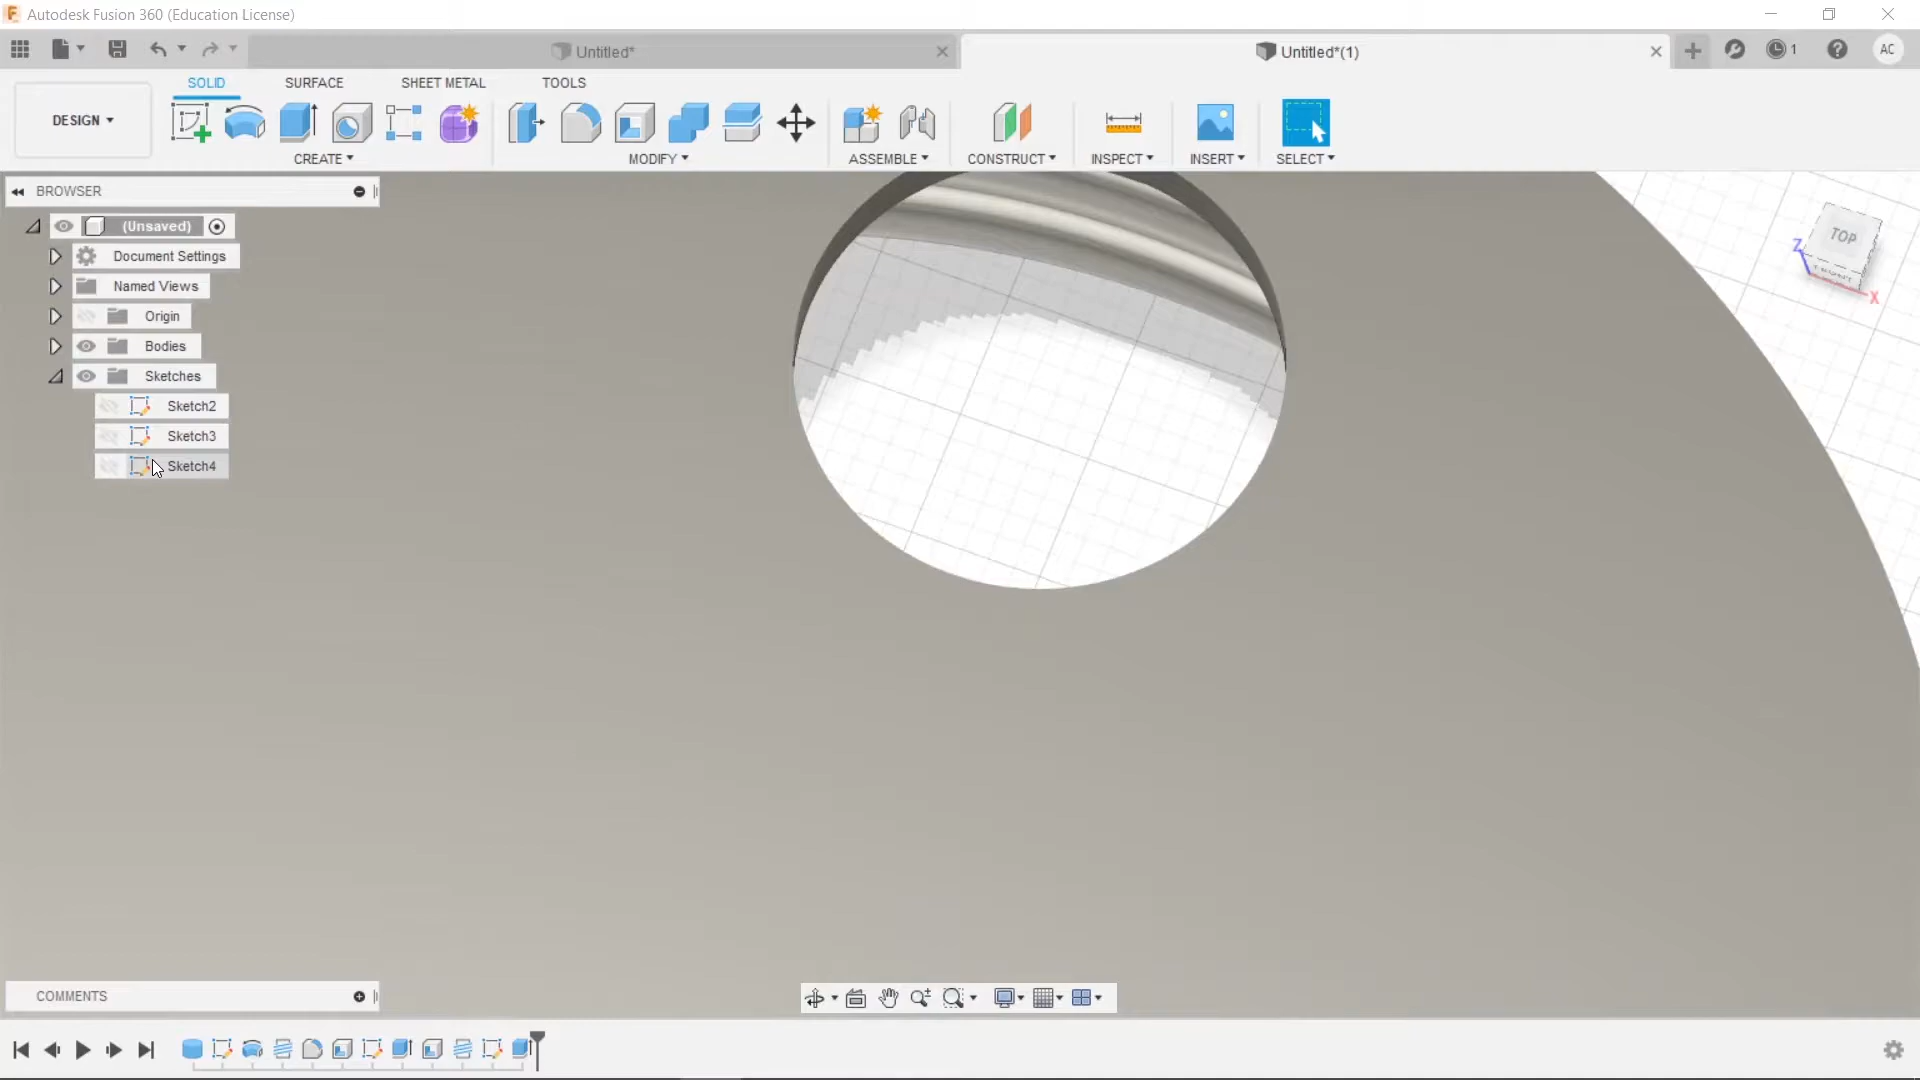 Autodesk Fusion 360 (Education License)
Untitled*
Untitled*(1)
1
AC
SOLID
SURFACE
SHEET METAL
TOOLS
DESIGN
CREATE
MODIFY
ASSEMBLE
CONSTRUCT
INSPECT
INSERT
SELECT
BROWSER
(Unsaved)
Document Settings
Named Views
Origin
Bodies
Sketches
Sketch2
Sketch3
Sketch4
TOP
Z
X
COMMENTS